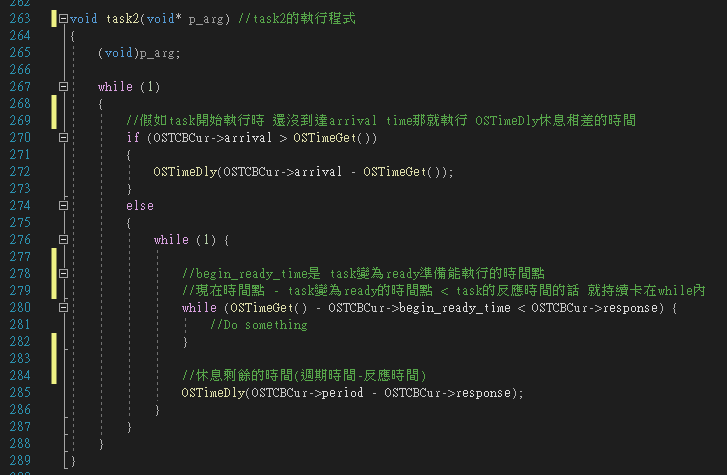 262
263 void task2(void* p_arg) //task2的執行程式
264 {
265 (void)p_arg;
266
267 while (1)
268 {
269 //假如task開始執行時 還沒到達arrival time那就執行 OSTimeDly休息相差的時間
270 if (OSTCBCur->arrival > OSTimeGet())
271 {
272 OSTimeDly(OSTCBCur->arrival - OSTimeGet());
273 }
274 else
275 {
276 while (1) {
277
278 //begin_ready_time是 task變為ready準備能執行的時間點
279 //現在時間點 - task變為ready的時間點 < task的反應時間的話 就持續卡在while內
280 while (OSTimeGet() - OSTCBCur->begin_ready_time < OSTCBCur->response) {
281 //Do something
282 }
283
284 //休息剩餘的時間(週期時間-反應時間)
285 OSTimeDly(OSTCBCur->period - OSTCBCur->response);
286 }
287 }
288 }
289 }